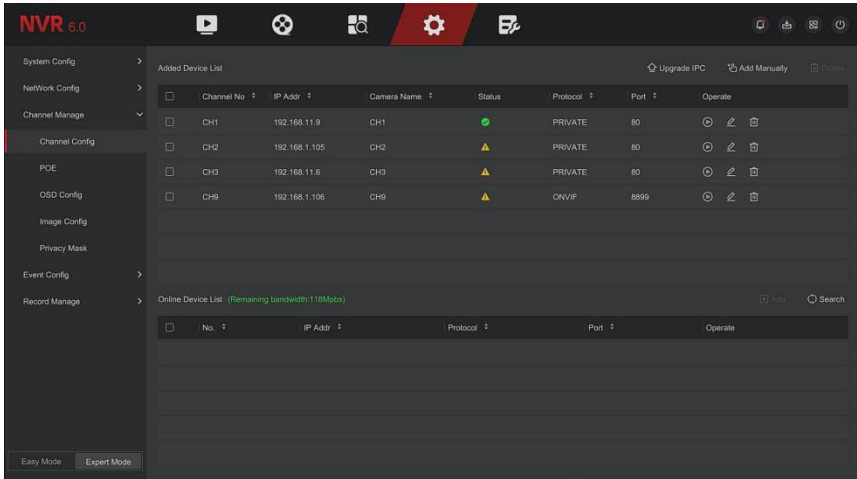 NVR 6.0
System Config
NetWork Config
Channel Manage
Channel Config
POE
OSD Config
Image Config
Privacy Mask
Event Config
Record Manage
Easy Mode Expert Mode
Added Device List Upgrade IPC Add Manually Delete
Channel No IP Addr Camera Name Status Protocol Port Operate
CH1 192.168.11.9 CH1 PRIVATE 80
CH2 192.168.1.105 CH2 PRIVATE 80
CH3 192.168.11.6 CH3 PRIVATE 80
CH9 192.168.1.106 CH9 ONVIF 8899
Online Device List (Remaining bandwidth:118Mpbs) Add Search
No. IP Addr Protocol Port Operate